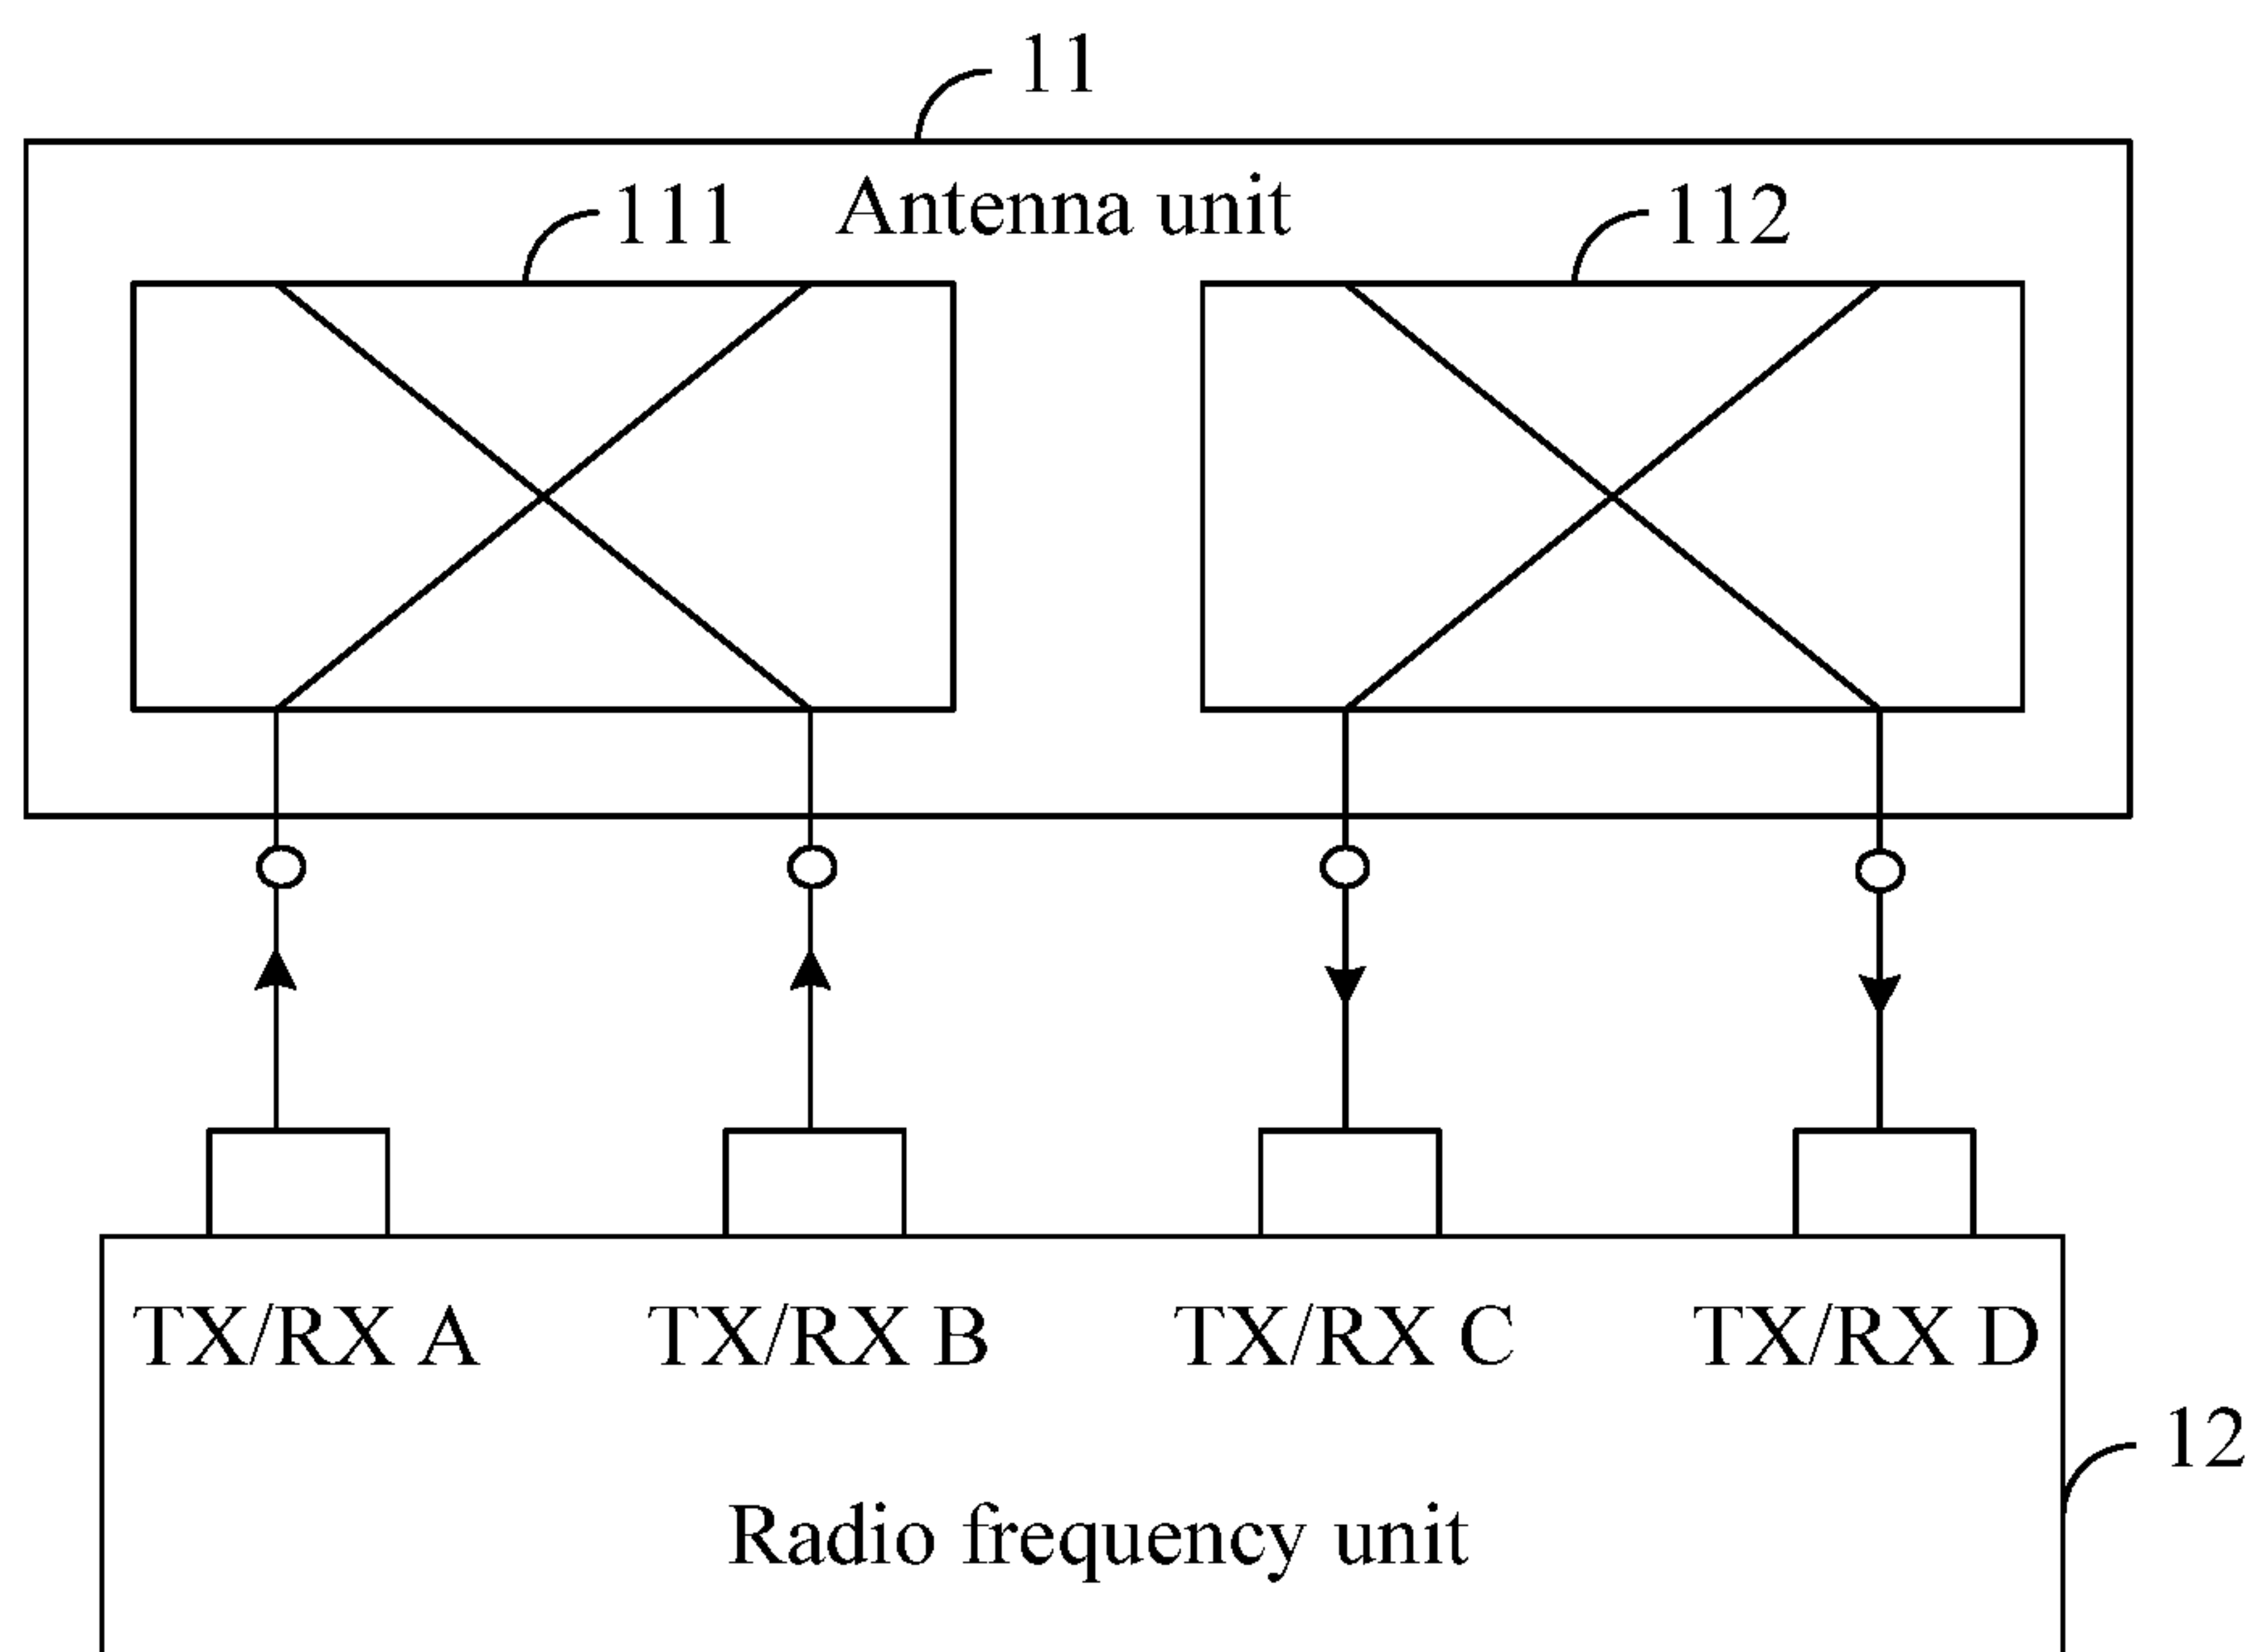 11
111 Antenna unit 112
TX/RX A TX/RX B TX/RX C TX/RX D
12
Radio frequency unit